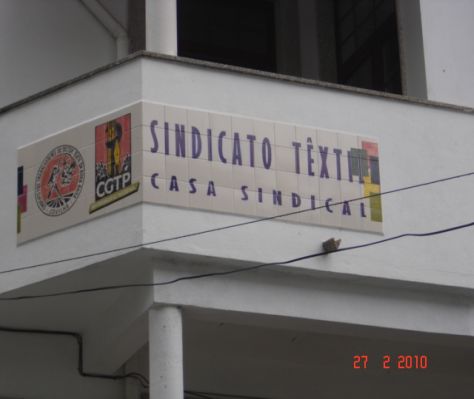 SINDICATO TÊXTIL
CASA SINDICAL
CGTP
27 2 2010